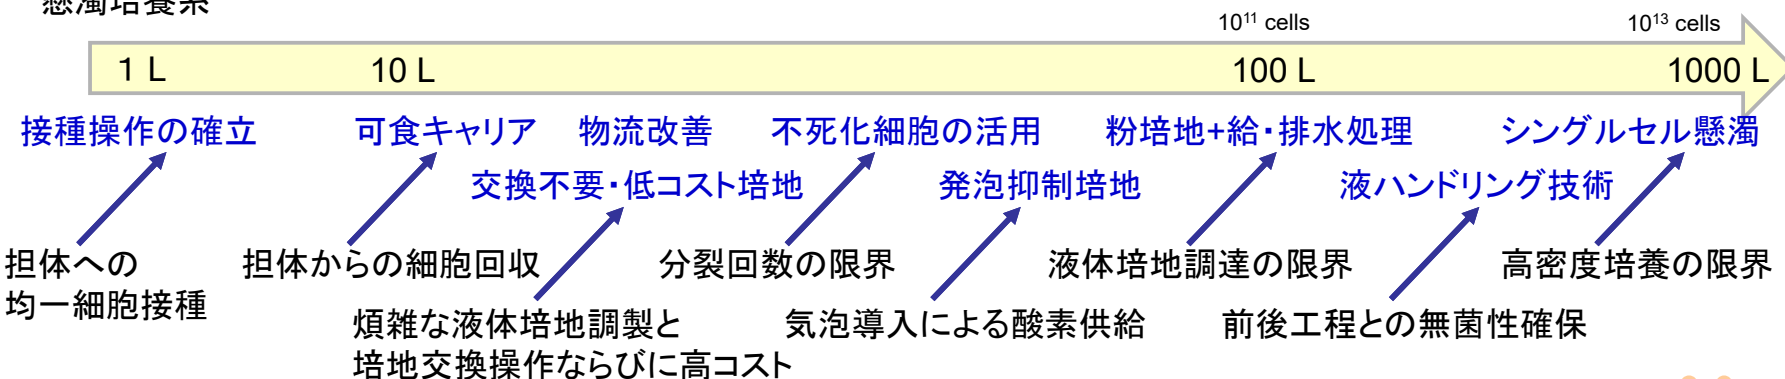 懸濁培養系
10¹¹ cells
10¹³ cells
1 L
10 L
100 L
1000 L
接種操作の確立
可食キャリア
物流改善
不死化細胞の活用
粉培地+給・排水処理
シングルセル懸濁
交換不要・低コスト培地
発泡抑制培地
液ハンドリング技術
担体への
均一細胞接種
担体からの細胞回収
分裂回数の限界
液体培地調達の限界
高密度培養の限界
煩雑な液体培地調製と
培地交換操作ならびに高コスト
気泡導入による酸素供給
前後工程との無菌性確保